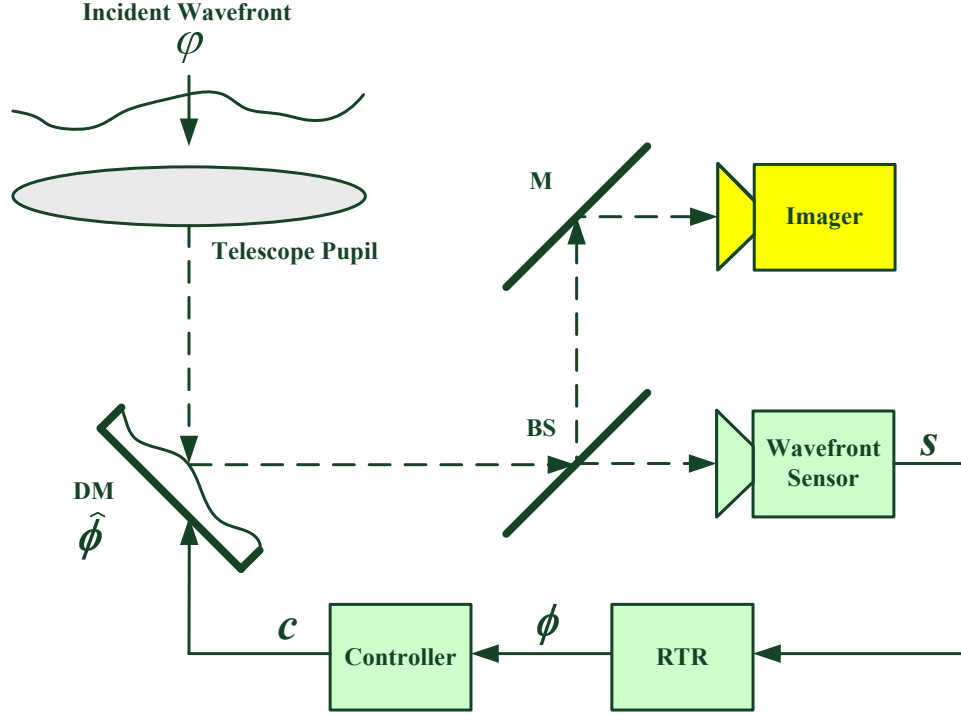 Incident Wavefront
φ
Telescope Pupil
M
Imager
BS
Wavefront
Sensor
s
DM
ϕ̂
c
Controller
ϕ
RTR